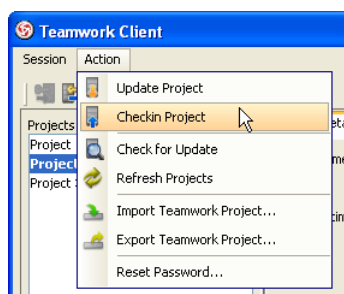 Teamwork Client
Session Action
Update Project
Checkin Project
Projects
Project
Check for Update
Project
Refresh Projects
Project
Import Teamwork Project...
Export Teamwork Project...
Reset Password...